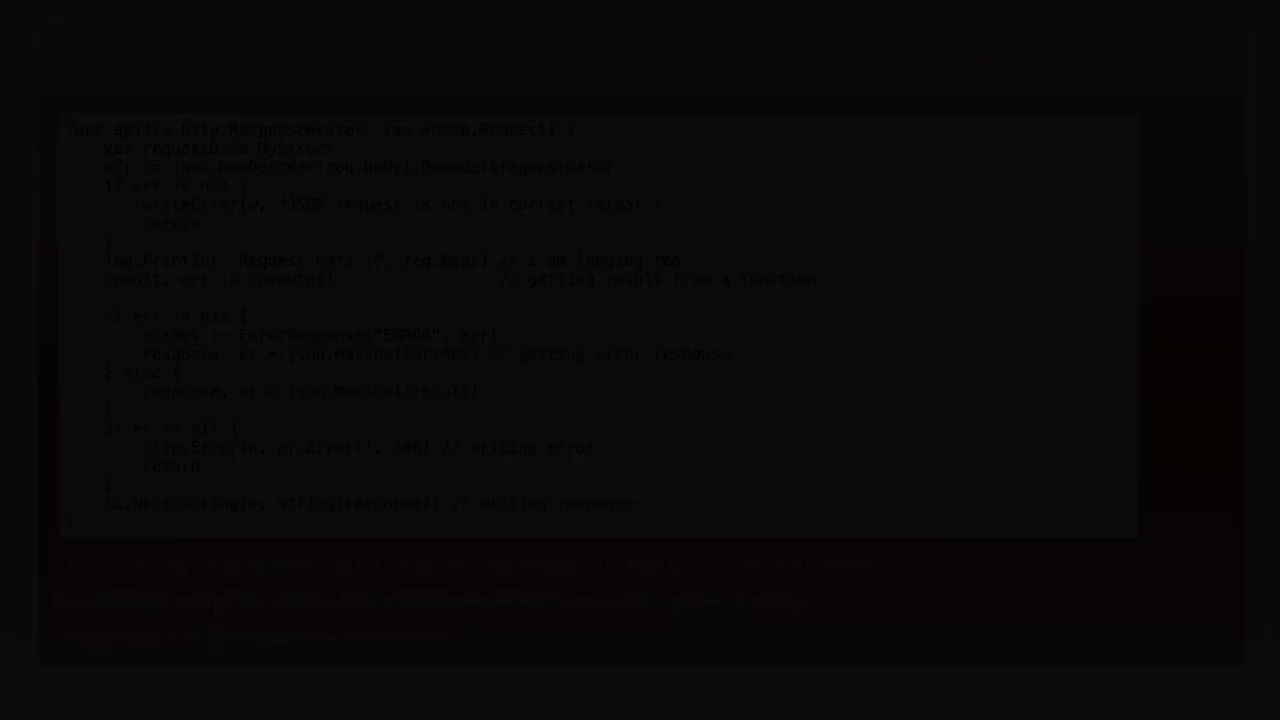 func api1(w http.ResponseWriter, req *http.Request) {
var requestData MyStruct
err := json.NewDecoder(req.Body).Decode(&requestData)
if err != nil {
writeError(w, "JSON request is not in correct format")
return
}
log.Println(" Request Data :", req.Body) // I am logging req
result, err := compute() // getting result from a function
if err != nil {
errRes := ErrorResponse{"ERROR", err}
response, er = json.Marshal(errRes) // getting error response
} else {
response, er = json.Marshal(result)
}
if er != nil {
http.Error(w, er.Error(), 500) // writing error
return
}
io.WriteString(w, string(response)) // writing response
}